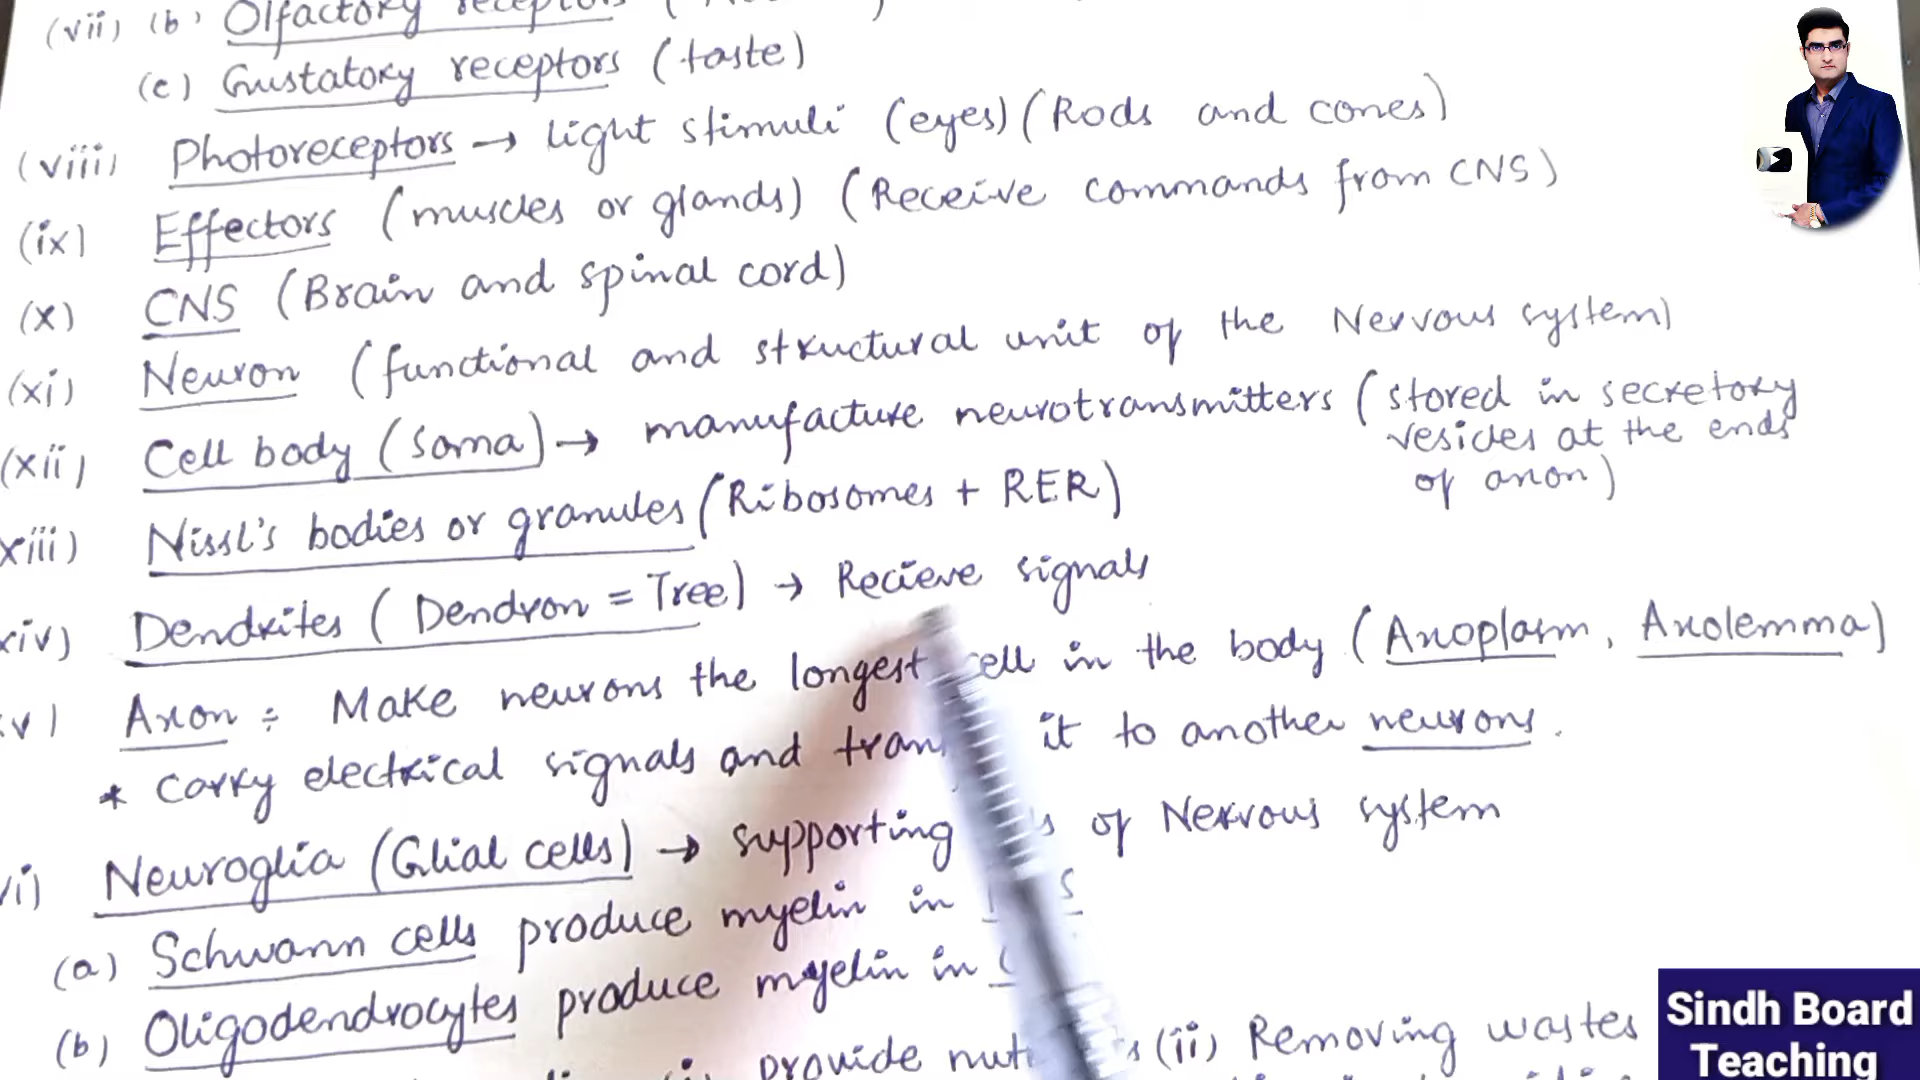 (vii) (b) Olfactory receptors
(c) Gustatory receptors (taste)
(viii) Photoreceptors → light stimuli (eyes) (Rods and cones)
(ix) Effectors (muscles or glands) (Receive commands from CNS)
(x) CNS (Brain and spinal cord)
(xi) Neuron (functional and structural unit of the Nervous system)
(xii) Cell body (Soma) → manufacture neurotransmitters (stored in secretory
vesicles at the ends
of axon)
xiii) Nissl's bodies or granules (Ribosomes + RER)
xiv) Dendrites (Dendron = Tree) → Recieve signals
v) Axon ÷ Make neurons the longest cell in the body (Axoplasm, Axolemma)
* Carry electrical signals and tran it to another neurons.
vi) Neuroglia (Glial cells) → supporting of Nervous system
(a) Schwann cells produce myelin in
(b) Oligodendrocytes produce myelin in
provide (ii) Removing wastes
Sindh Board
Teaching